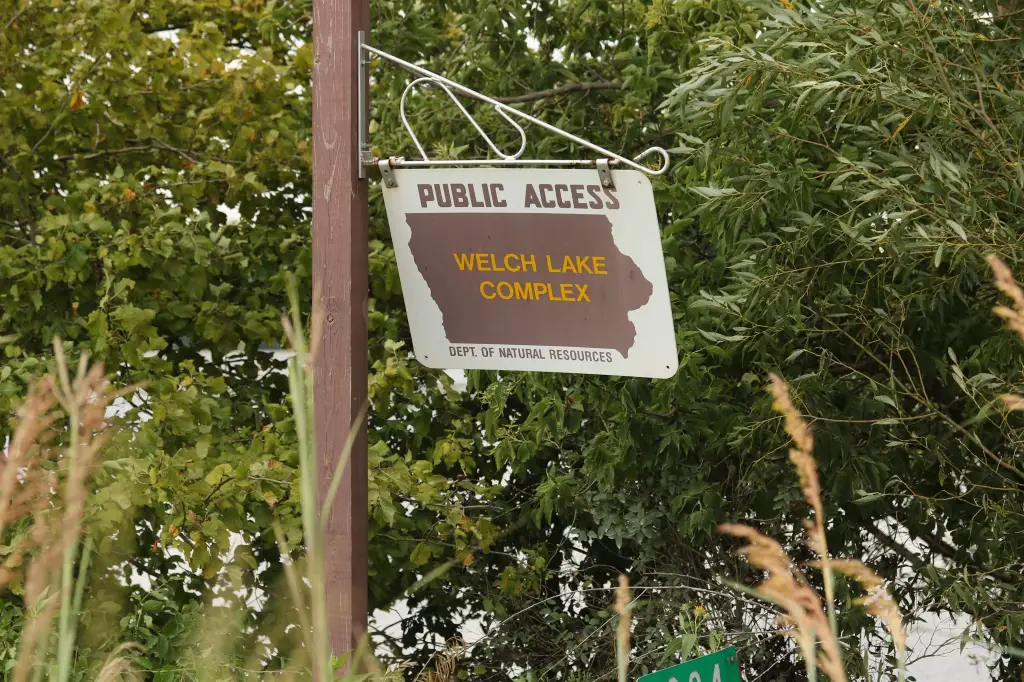 PUBLIC ACCESS
WELCH LAKE
COMPLEX
DEPT. OF NATURAL RESOURCES